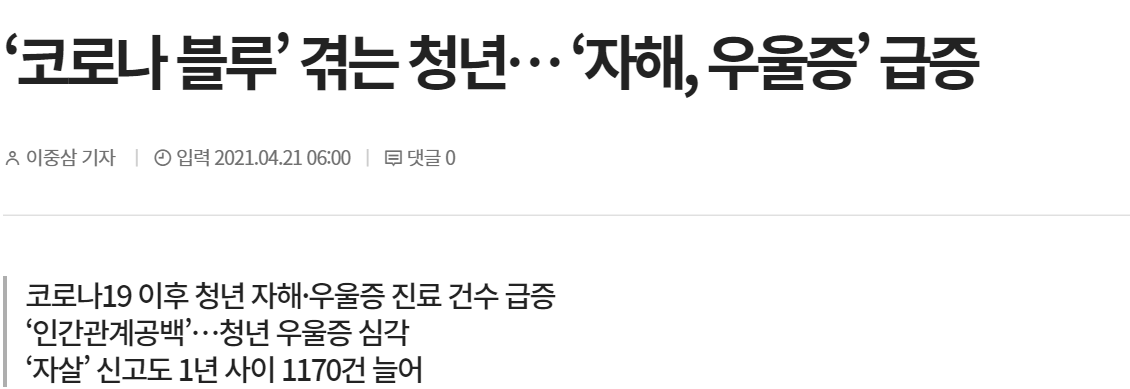 ‘코로나 블루’ 겪는 청년… ‘자해, 우울증’ 급증
이중삼 기자 | 입력 2021.04.21 06:00 | 댓글 0
코로나19 이후 청년 자해·우울증 진료 건수 급증
‘인간관계공백’…청년 우울증 심각
‘자살’ 신고도 1년 사이 1170건 늘어